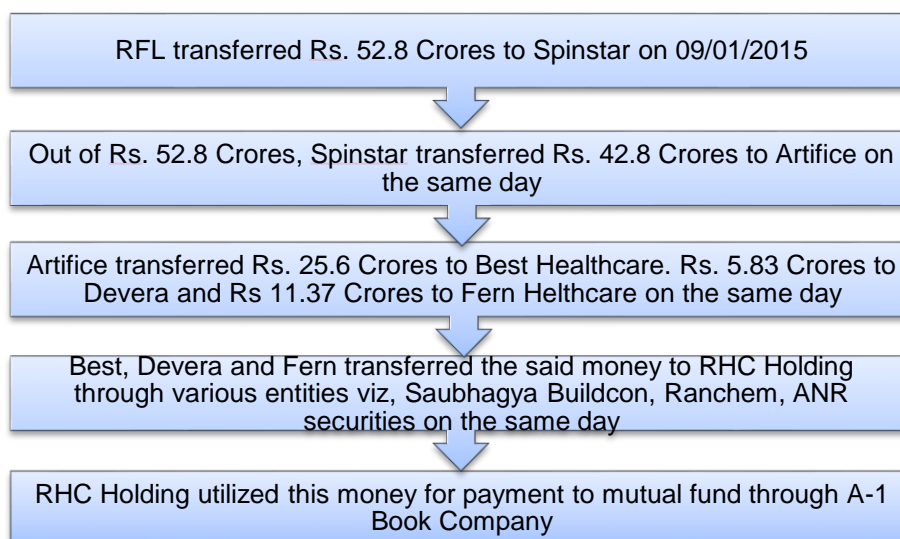 RFL transferred Rs. 52.8 Crores to Spinstar on 09/01/2015
Out of Rs. 52.8 Crores, Spinstar transferred Rs. 42.8 Crores to Artifice on
the same day
Artifice transferred Rs. 25.6 Crores to Best Healthcare. Rs. 5.83 Crores to
Devera and Rs 11.37 Crores to Fern Helthcare on the same day
Best, Devera and Fern transferred the said money to RHC Holding
through various entities viz, Saubhagya Buildcon, Ranchem, ANR
securities on the same day
RHC Holding utilized this money for payment to mutual fund through A-1
Book Company